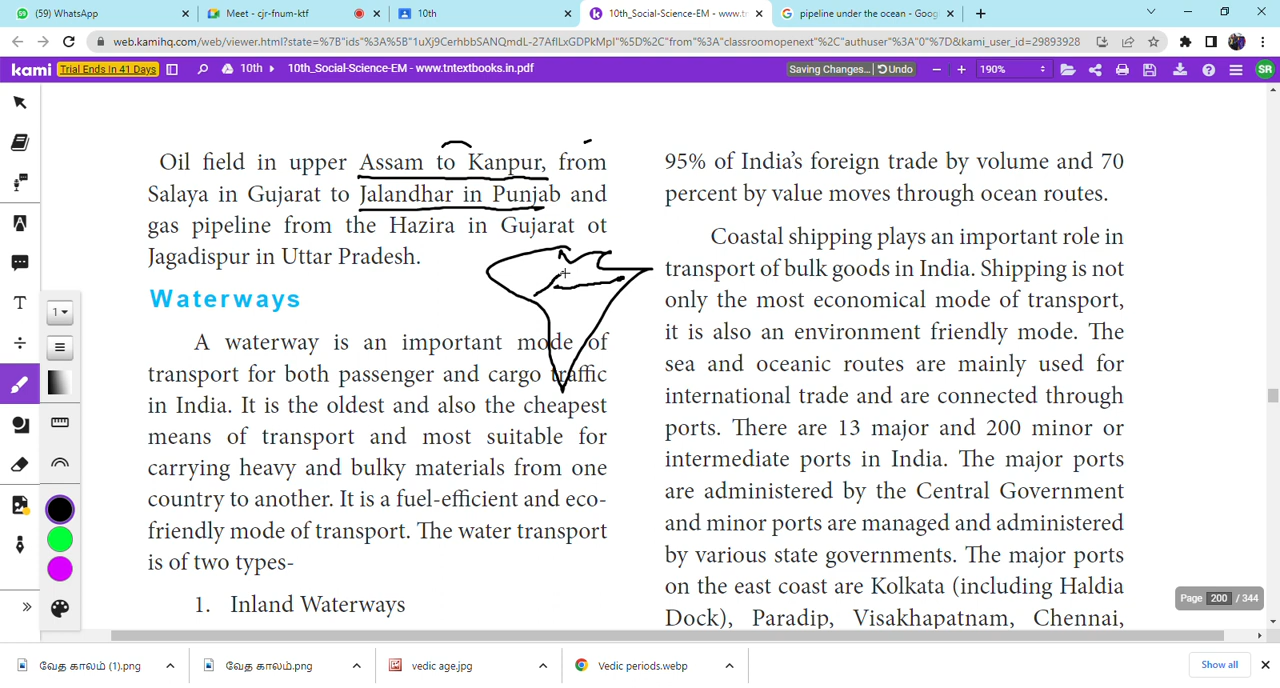 (59) WhatsApp
Meet - cjr-fnum-ktf
10th
10th_Social-Science-EM - www.tn
pipeline under the ocean - Goog
web.kamihq.com/web/viewer.html?state=%7B"ids"%3A%5B"1uXj9CerhbbSANQmdL-27AflLxGDPkMpl"%5D%2C"from"%3A"classroomopennext"%2C"authuser"%3A"0"%7D&kami_user_id=29893928
kami
Trial Ends In 41 Days
10th
10th_Social-Science-EM - www.tntextbooks.in.pdf
Saving Changes...
Undo
190%
SR
Oil field in upper Assam to Kanpur, from
Salaya in Gujarat to Jalandhar in Punjab and
gas pipeline from the Hazira in Gujarat ot
Jagadispur in Uttar Pradesh.
Waterways
A waterway is an important mode of
transport for both passenger and cargo traffic
in India. It is the oldest and also the cheapest
means of transport and most suitable for
carrying heavy and bulky materials from one
country to another. It is a fuel-efficient and eco-
friendly mode of transport. The water transport
is of two types-
1. Inland Waterways
95% of India's foreign trade by volume and 70
percent by value moves through ocean routes.
Coastal shipping plays an important role in
transport of bulk goods in India. Shipping is not
only the most economical mode of transport,
it is also an environment friendly mode. The
sea and oceanic routes are mainly used for
international trade and are connected through
ports. There are 13 major and 200 minor or
intermediate ports in India. The major ports
are administered by the Central Government
and minor ports are managed and administered
by various state governments. The major ports
on the east coast are Kolkata (including Haldia
Dock), Paradip, Visakhapatnam, Chennai,
1
Page 200 / 344
வேத காலம் (1).png
வேத காலம்.png
vedic age.jpg
Vedic periods.webp
Show all